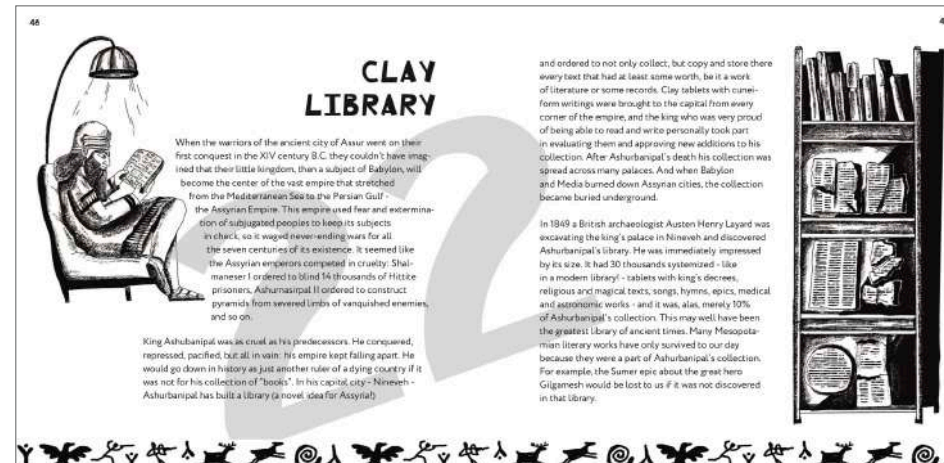 46
CLAY
LIBRARY
When the warriors of the ancient city of Assur went on their
first conquest in the XIV century B.C. they couldn't have imag-
ined that their little kingdom, then a subject of Babylon, will
become the center of the vast empire that stretched
from the Mediterranean Sea to the Persian Gulf -
the Assyrian Empire. This empire used fear and extermina-
tion of subjugated peoples to keep its subjects
in check, so it waged never-ending wars for all
the seven centuries of its existence. It seemed like
the Assyrian emperors competed in cruelty: Shal-
maneser I ordered to blind 14 thousands of Hittite
prisoners, Ashurnasirpal II ordered to construct
pyramids from severed limbs of vanquished enemies,
and so on.
King Ashubanipal was as cruel as his predecessors. He conquered,
repressed, pacified, but all in vain: his empire kept falling apart. He
would go down in history as just another ruler of a dying country if it
was not for his collection of "books". In his capital city - Nineveh -
Ashurbanipal has built a library (a novel idea for Assyria!)
22
and ordered to not only collect, but copy and store there
every text that had at least some worth, be it a work
of literature or some records. Clay tablets with cunei-
form writings were brought to the capital from every
corner of the empire, and the king who was very proud
of being able to read and write personally took part
in evaluating them and approving new additions to his
collection. After Ashurbanipal's death his collection was
spread across many palaces. And when Babylon
and Media burned down Assyrian cities, the collection
became buried underground.
In 1849 a British archaeologist Austen Henry Layard was
excavating the king's palace in Nineveh and discovered
Ashurbanipal's library. He was immediately impressed
by its size. It had 30 thousands systemized - like
in a modern library! - tablets with king's decrees,
religious and magical texts, songs, hymns, epics, medical
and astronomic works - and it was, alas, merely 10%
of Ashurbanipal's collection. This may well have been
the greatest library of ancient times. Many Mesopota-
mian literary works have only survived to our day
because they were a part of Ashurbanipal's collection.
For example, the Sumer epic about the great hero
Gilgamesh would be lost to us if it was not discovered
in that library.